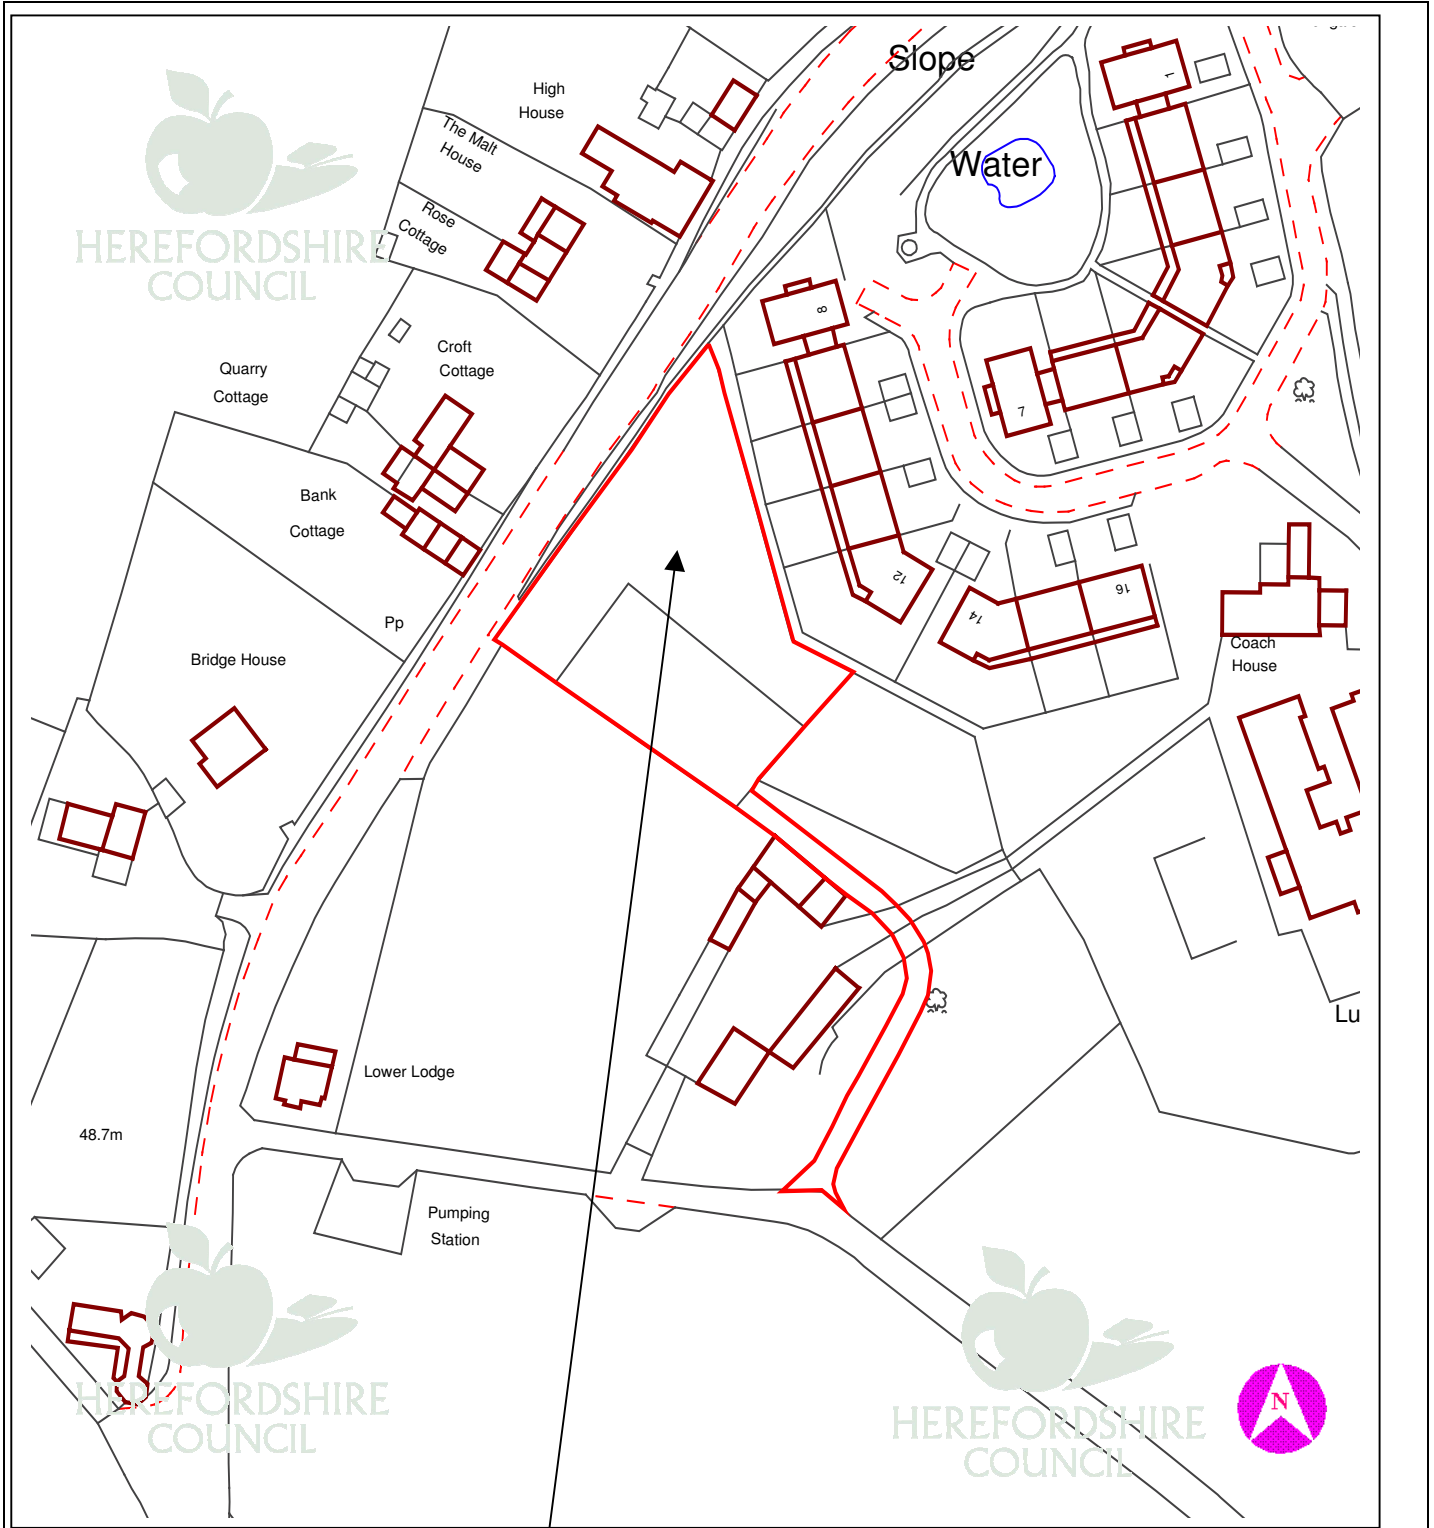 Slope
High
House
The Malt
House
1
Water
Rose
Cottage
HEREFORDSHIRE
COUNCIL
8
Croft
Cottage
Quarry
Cottage
7
Bank
Cottage
12
16
14
Pp
Coach
House
Bridge House
Lu
Lower Lodge
48.7m
Pumping
Station
HEREFORDSHIRE
COUNCIL
HEREFORDSHIRE
COUNCIL
N